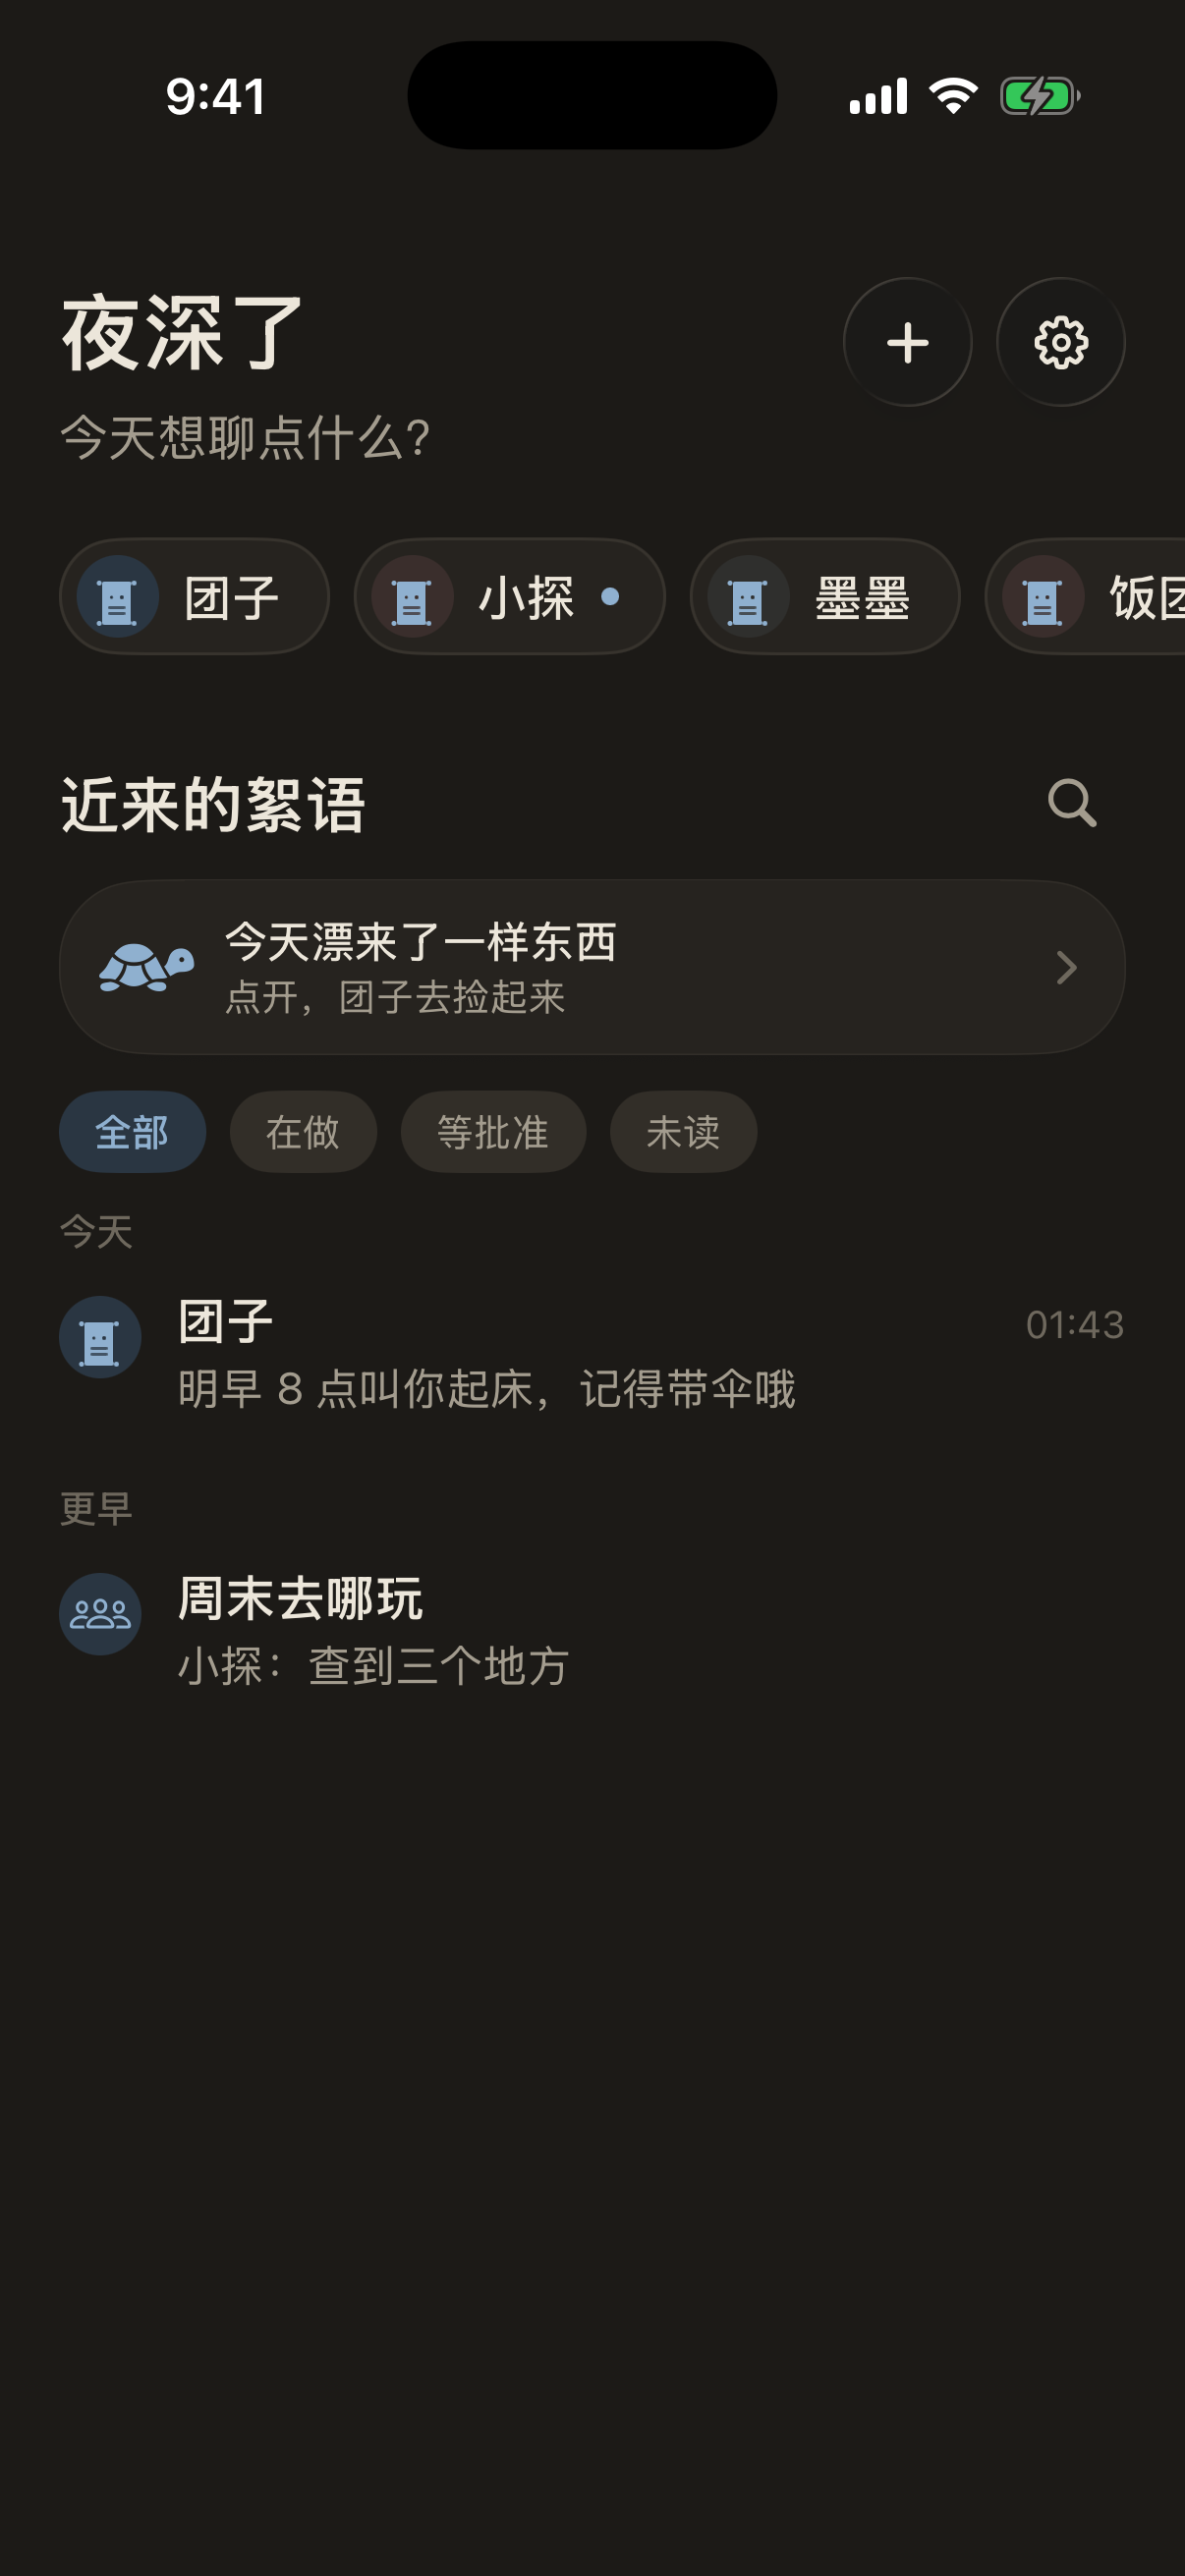 9:41
夜深了
今天想聊点什么?
团子
小探
墨墨
饭团
近来的絮语
今天漂来了一样东西
点开，团子去捡起来
全部
在做
等批准
未读
今天
团子
01:43
明早 8 点叫你起床，记得带伞哦
更早
周末去哪玩
小探：查到三个地方